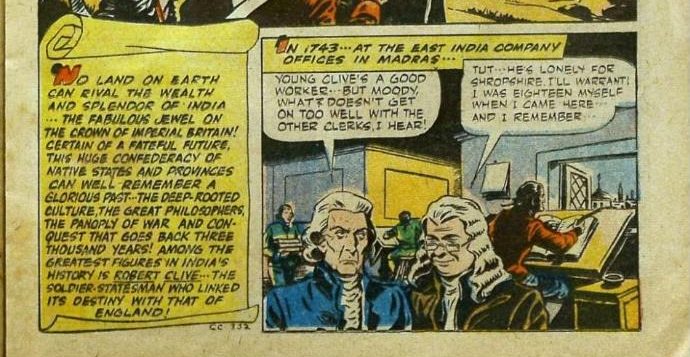 NO LAND ON EARTH
CAN RIVAL THE WEALTH
AND SPLENDOR OF INDIA
... THE FABULOUS JEWEL ON
THE CROWN OF IMPERIAL BRITAIN!
CERTAIN OF A FATEFUL FUTURE,
THIS HUGE CONFEDERACY OF
NATIVE STATES AND PROVINCES
CAN WELL REMEMBER A
GLORIOUS PAST--THE DEEP-ROOTED
CULTURE, THE GREAT PHILOSOPHERS,
THE PANOPLY OF WAR AND CON-
QUEST THAT GOES BACK THREE
THOUSAND YEARS! AMONG THE
GREATEST FIGURES IN INDIA'S
HISTORY IS ROBERT CLIVE...THE
SOLDIER-STATESMAN WHO LINKED
ITS DESTINY WITH THAT OF
ENGLAND!
CC 332
IN 1743...AT THE EAST INDIA COMPANY
OFFICES IN MADRAS...
YOUNG CLIVE'S A GOOD
WORKER...BUT MOODY,
WHAT? DOESN'T GET
ON TOO WELL WITH THE
OTHER CLERKS, I HEAR!
TUT...HE'S LONELY FOR
SHROPSHIRE, I'LL WARRANT!
I WAS EIGHTEEN MYSELF
WHEN I CAME HERE...
AND I REMEMBER...